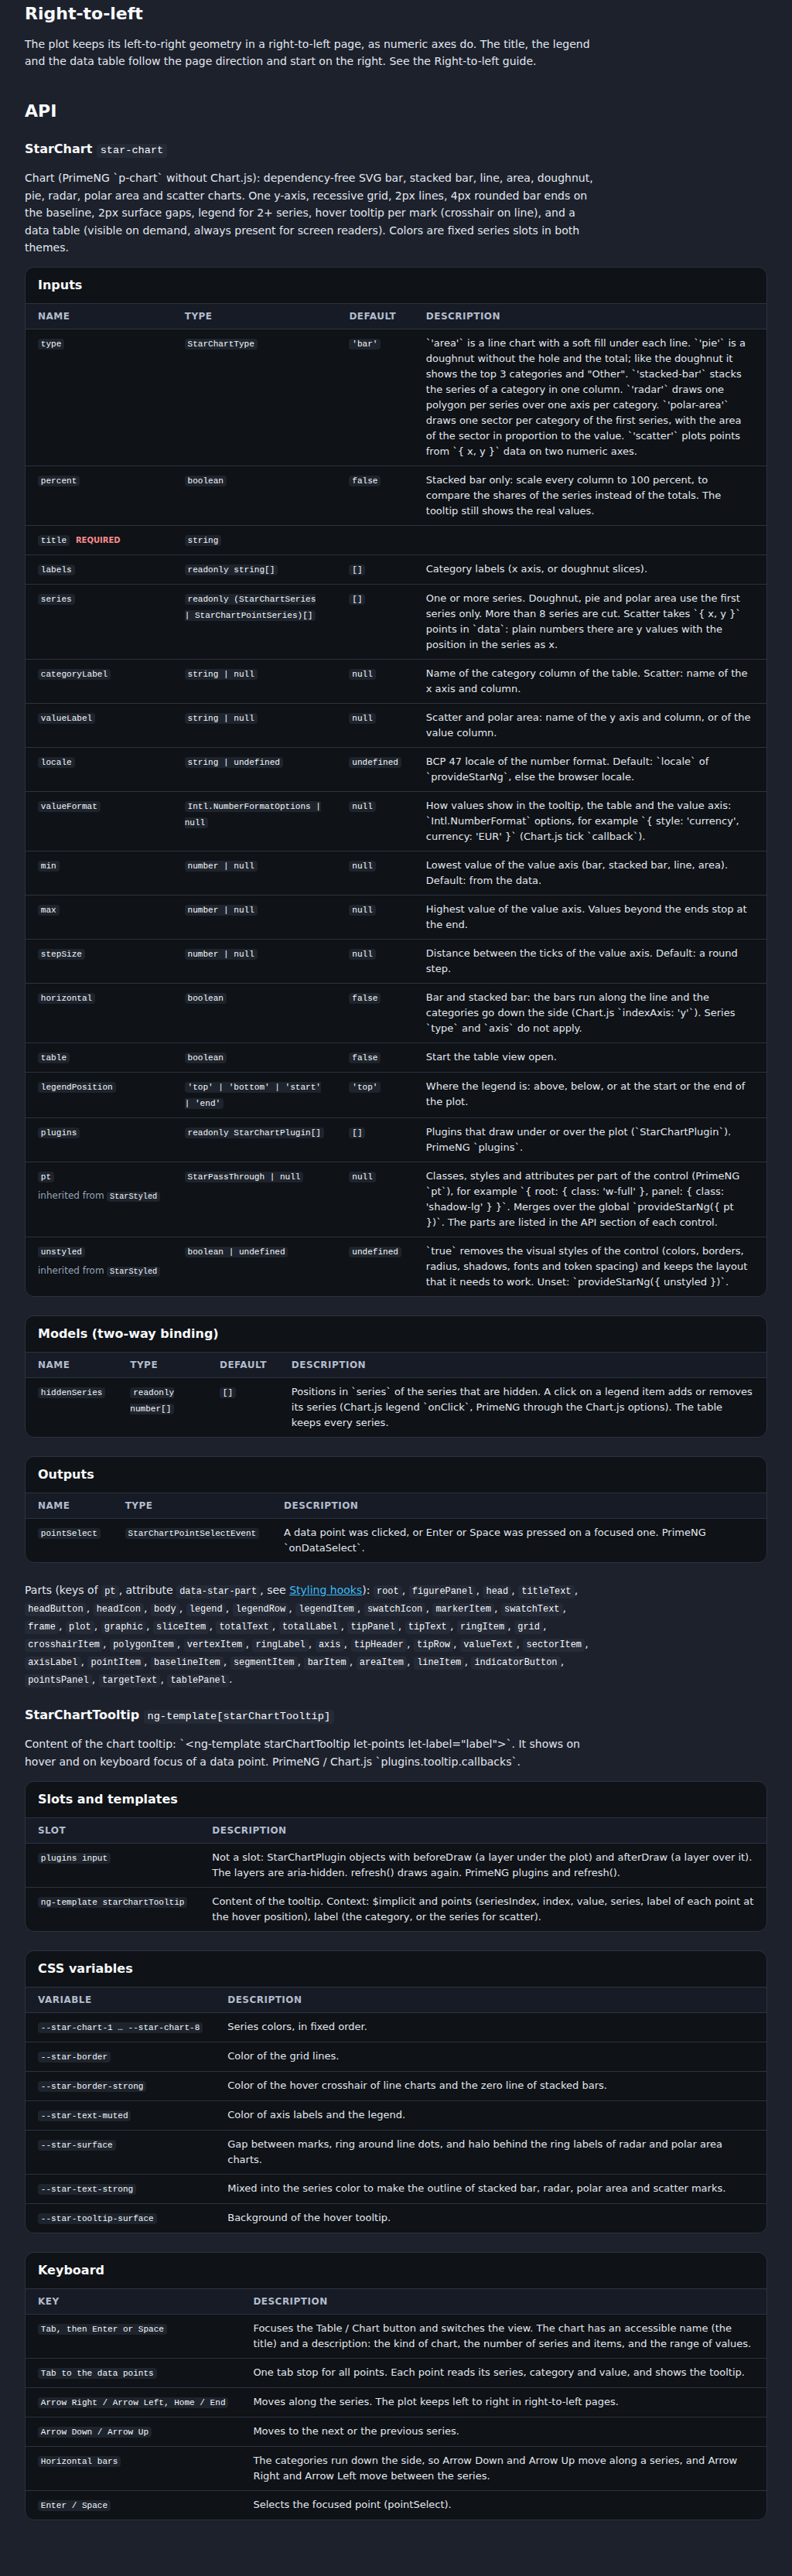 Right-to-left
The plot keeps its left-to-right geometry in a right-to-left page, as numeric axes do. The title, the legend
and the data table follow the page direction and start on the right. See the Right-to-left guide.
API
StarChart star-chart
Chart (PrimeNG `p-chart` without Chart.js): dependency-free SVG bar, stacked bar, line, area, doughnut,
pie, radar, polar area and scatter charts. One y-axis, recessive grid, 2px lines, 4px rounded bar ends on
the baseline, 2px surface gaps, legend for 2+ series, hover tooltip per mark (crosshair on line), and a
data table (visible on demand, always present for screen readers). Colors are fixed series slots in both
themes.
Inputs
NAME TYPE DEFAULT DESCRIPTION
type StarChartType 'bar' `'area'` is a line chart with a soft fill under each line. `'pie'` is a
doughnut without the hole and the total; like the doughnut it
shows the top 3 categories and "Other". `'stacked-bar'` stacks
the series of a category in one column. `'radar'` draws one
polygon per series over one axis per category. `'polar-area'`
draws one sector per category of the first series, with the area
of the sector in proportion to the value. `'scatter'` plots points
from `{ x, y }` data on two numeric axes.
percent boolean false Stacked bar only: scale every column to 100 percent, to
compare the shares of the series instead of the totals. The
tooltip still shows the real values.
title REQUIRED string
labels readonly string[] [] Category labels (x axis, or doughnut slices).
series readonly (StarChartSeries [] One or more series. Doughnut, pie and polar area use the first
| StarChartPointSeries)[] series only. More than 8 series are cut. Scatter takes `{ x, y }`
points in `data`: plain numbers there are y values with the
position in the series as x.
categoryLabel string | null null Name of the category column of the table. Scatter: name of the
x axis and column.
valueLabel string | null null Scatter and polar area: name of the y axis and column, or of the
value column.
locale string | undefined undefined BCP 47 locale of the number format. Default: `locale` of
`provideStarNg`, else the browser locale.
valueFormat Intl.NumberFormatOptions | null How values show in the tooltip, the table and the value axis:
null `Intl.NumberFormat` options, for example `{ style: 'currency',
currency: 'EUR' }` (Chart.js tick `callback`).
min number | null null Lowest value of the value axis (bar, stacked bar, line, area).
Default: from the data.
max number | null null Highest value of the value axis. Values beyond the ends stop at
the end.
stepSize number | null null Distance between the ticks of the value axis. Default: a round
step.
horizontal boolean false Bar and stacked bar: the bars run along the line and the
categories go down the side (Chart.js `indexAxis: 'y'`). Series
`type` and `axis` do not apply.
table boolean false Start the table view open.
legendPosition 'top' | 'bottom' | 'start' 'top' Where the legend is: above, below, or at the start or the end of
| 'end' the plot.
plugins readonly StarChartPlugin[] [] Plugins that draw under or over the plot (`StarChartPlugin`).
PrimeNG `plugins`.
pt StarPassThrough | null null Classes, styles and attributes per part of the control (PrimeNG
inherited from StarStyled `pt`), for example `{ root: { class: 'w-full' }, panel: { class:
'shadow-lg' } }`. Merges over the global `provideStarNg({ pt
})`. The parts are listed in the API section of each control.
unstyled boolean | undefined undefined `true` removes the visual styles of the control (colors, borders,
inherited from StarStyled radius, shadows, fonts and token spacing) and keeps the layout
that it needs to work. Unset: `provideStarNg({ unstyled })`.
Models (two-way binding)
NAME TYPE DEFAULT DESCRIPTION
hiddenSeries readonly [] Positions in `series` of the series that are hidden. A click on a legend item adds or removes
number[] its series (Chart.js legend `onClick`, PrimeNG through the Chart.js options). The table
keeps every series.
Outputs
NAME TYPE DESCRIPTION
pointSelect StarChartPointSelectEvent A data point was clicked, or Enter or Space was pressed on a focused one. PrimeNG
`onDataSelect`.
Parts (keys of pt, attribute data-star-part, see Styling hooks): root, figurePanel, head, titleText,
headButton, headIcon, body, graphic, legend, legendRow, legendItem, switchIcon, markerItem, swatchText,
frame, plot, sliceItem, totalText, totalLabel, tipPanel, tipText, ringItem, grid,
crosshairItem, polygonItem, vertexItem, ringLabel, axis, tipHeader, tipRow, valueText, sectorItem,
axisLabel, pointItem, baselineItem, segmentItem, barItem, areaItem, lineItem, indicatorButton,
pointsPanel, targetText, tablePanel.
StarChartTooltip ng-template[starChartTooltip]
Content of the chart tooltip: `<ng-template starChartTooltip let-points let-label="label">`. It shows on
hover and on keyboard focus of a data point. PrimeNG / Chart.js `plugins.tooltip.callbacks`.
Slots and templates
SLOT DESCRIPTION
plugins input Not a slot: StarChartPlugin objects with beforeDraw (a layer under the plot) and afterDraw (a layer over it).
The layers are aria-hidden. refresh() draws again. PrimeNG plugins and refresh().
ng-template starChartTooltip Content of the tooltip. Context: $implicit and points (seriesIndex, index, value, series, label of each point at
the hover position), label (the category, or the series for scatter).
CSS variables
VARIABLE DESCRIPTION
--star-chart-1 … --star-chart-8 Series colors, in fixed order.
--star-border Color of the grid lines.
--star-border-strong Color of the hover crosshair of line charts and the zero line of stacked bars.
--star-text-muted Color of axis labels and the legend.
--star-surface Gap between marks, ring around line dots, and halo behind the ring labels of radar and polar area
charts.
--star-text-strong Mixed into the series color to make the outline of stacked bar, radar, polar area and scatter marks.
--star-tooltip-surface Background of the hover tooltip.
Keyboard
KEY DESCRIPTION
Tab, then Enter or Space Focuses the Table / Chart button and switches the view. The chart has an accessible name (the
title) and a description: the kind of chart, the number of series and items, and the range of values.
Tab to the data points One tab stop for all points. Each point reads its series, category and value, and shows the tooltip.
Arrow Right / Arrow Left, Home / End Moves along the series. The plot keeps left to right in right-to-left pages.
Arrow Down / Arrow Up Moves to the next or the previous series.
Horizontal bars The categories run down the side, so Arrow Down and Arrow Up move along a series, and Arrow
Right and Arrow Left move between the series.
Enter / Space Selects the focused point (pointSelect).